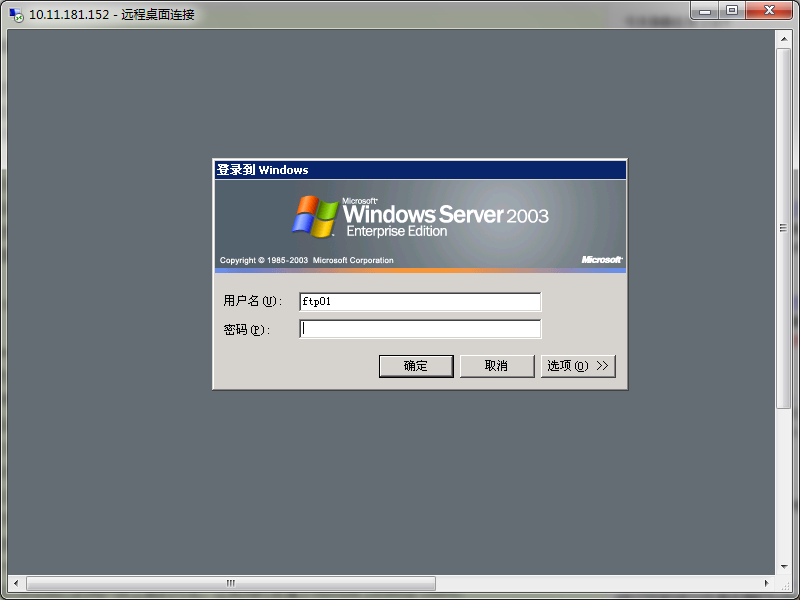 10.11.181.152 - 远程桌面连接
登录到 Windows
Microsoft
Windows Server 2003
Enterprise Edition
Copyright © 1985-2003 Microsoft Corporation
Microsoft
用户名(U):
ftp01
密码(P):
确定
取消
选项(O) >>